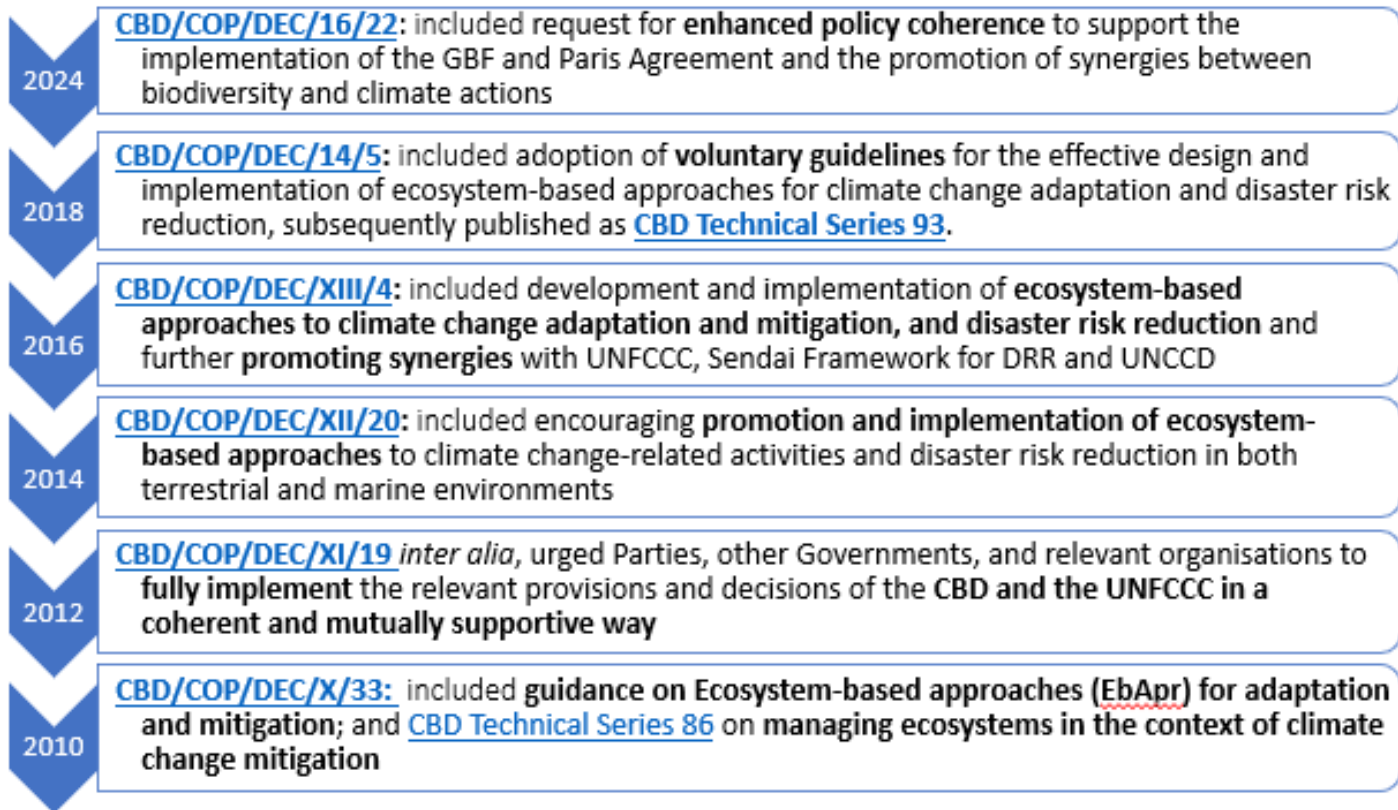 CBD/COP/DEC/16/22: included request for enhanced policy coherence to support the
2024
implementation of the GBF and Paris Agreement and the promotion of synergies between
biodiversity and climate actions
CBD/COP/DEC/14/5: included adoption of voluntary guidelines for the effective design and
2018
implementation of ecosystem-based approaches for climate change adaptation and disaster risk
reduction, subsequently published as CBD Technical Series 93.
CBD/COP/DEC/XIII/4: included development and implementation of ecosystem-based
2016
approaches to climate change adaptation and mitigation, and disaster risk reduction and
further promoting synergies with UNFCCC, Sendai Framework for DRR and UNCCD
CBD/COP/DEC/XII/20: included encouraging promotion and implementation of ecosystem-
2014
based approaches to climate change-related activities and disaster risk reduction in both
terrestrial and marine environments
CBD/COP/DEC/XI/19 inter alia, urged Parties, other Governments, and relevant organisations to
2012
fully implement the relevant provisions and decisions of the CBD and the UNFCCC in a
coherent and mutually supportive way
CBD/COP/DEC/X/33: included guidance on Ecosystem-based approaches (EbApr) for adaptation
2010
and mitigation; and CBD Technical Series 86 on managing ecosystems in the context of climate
change mitigation